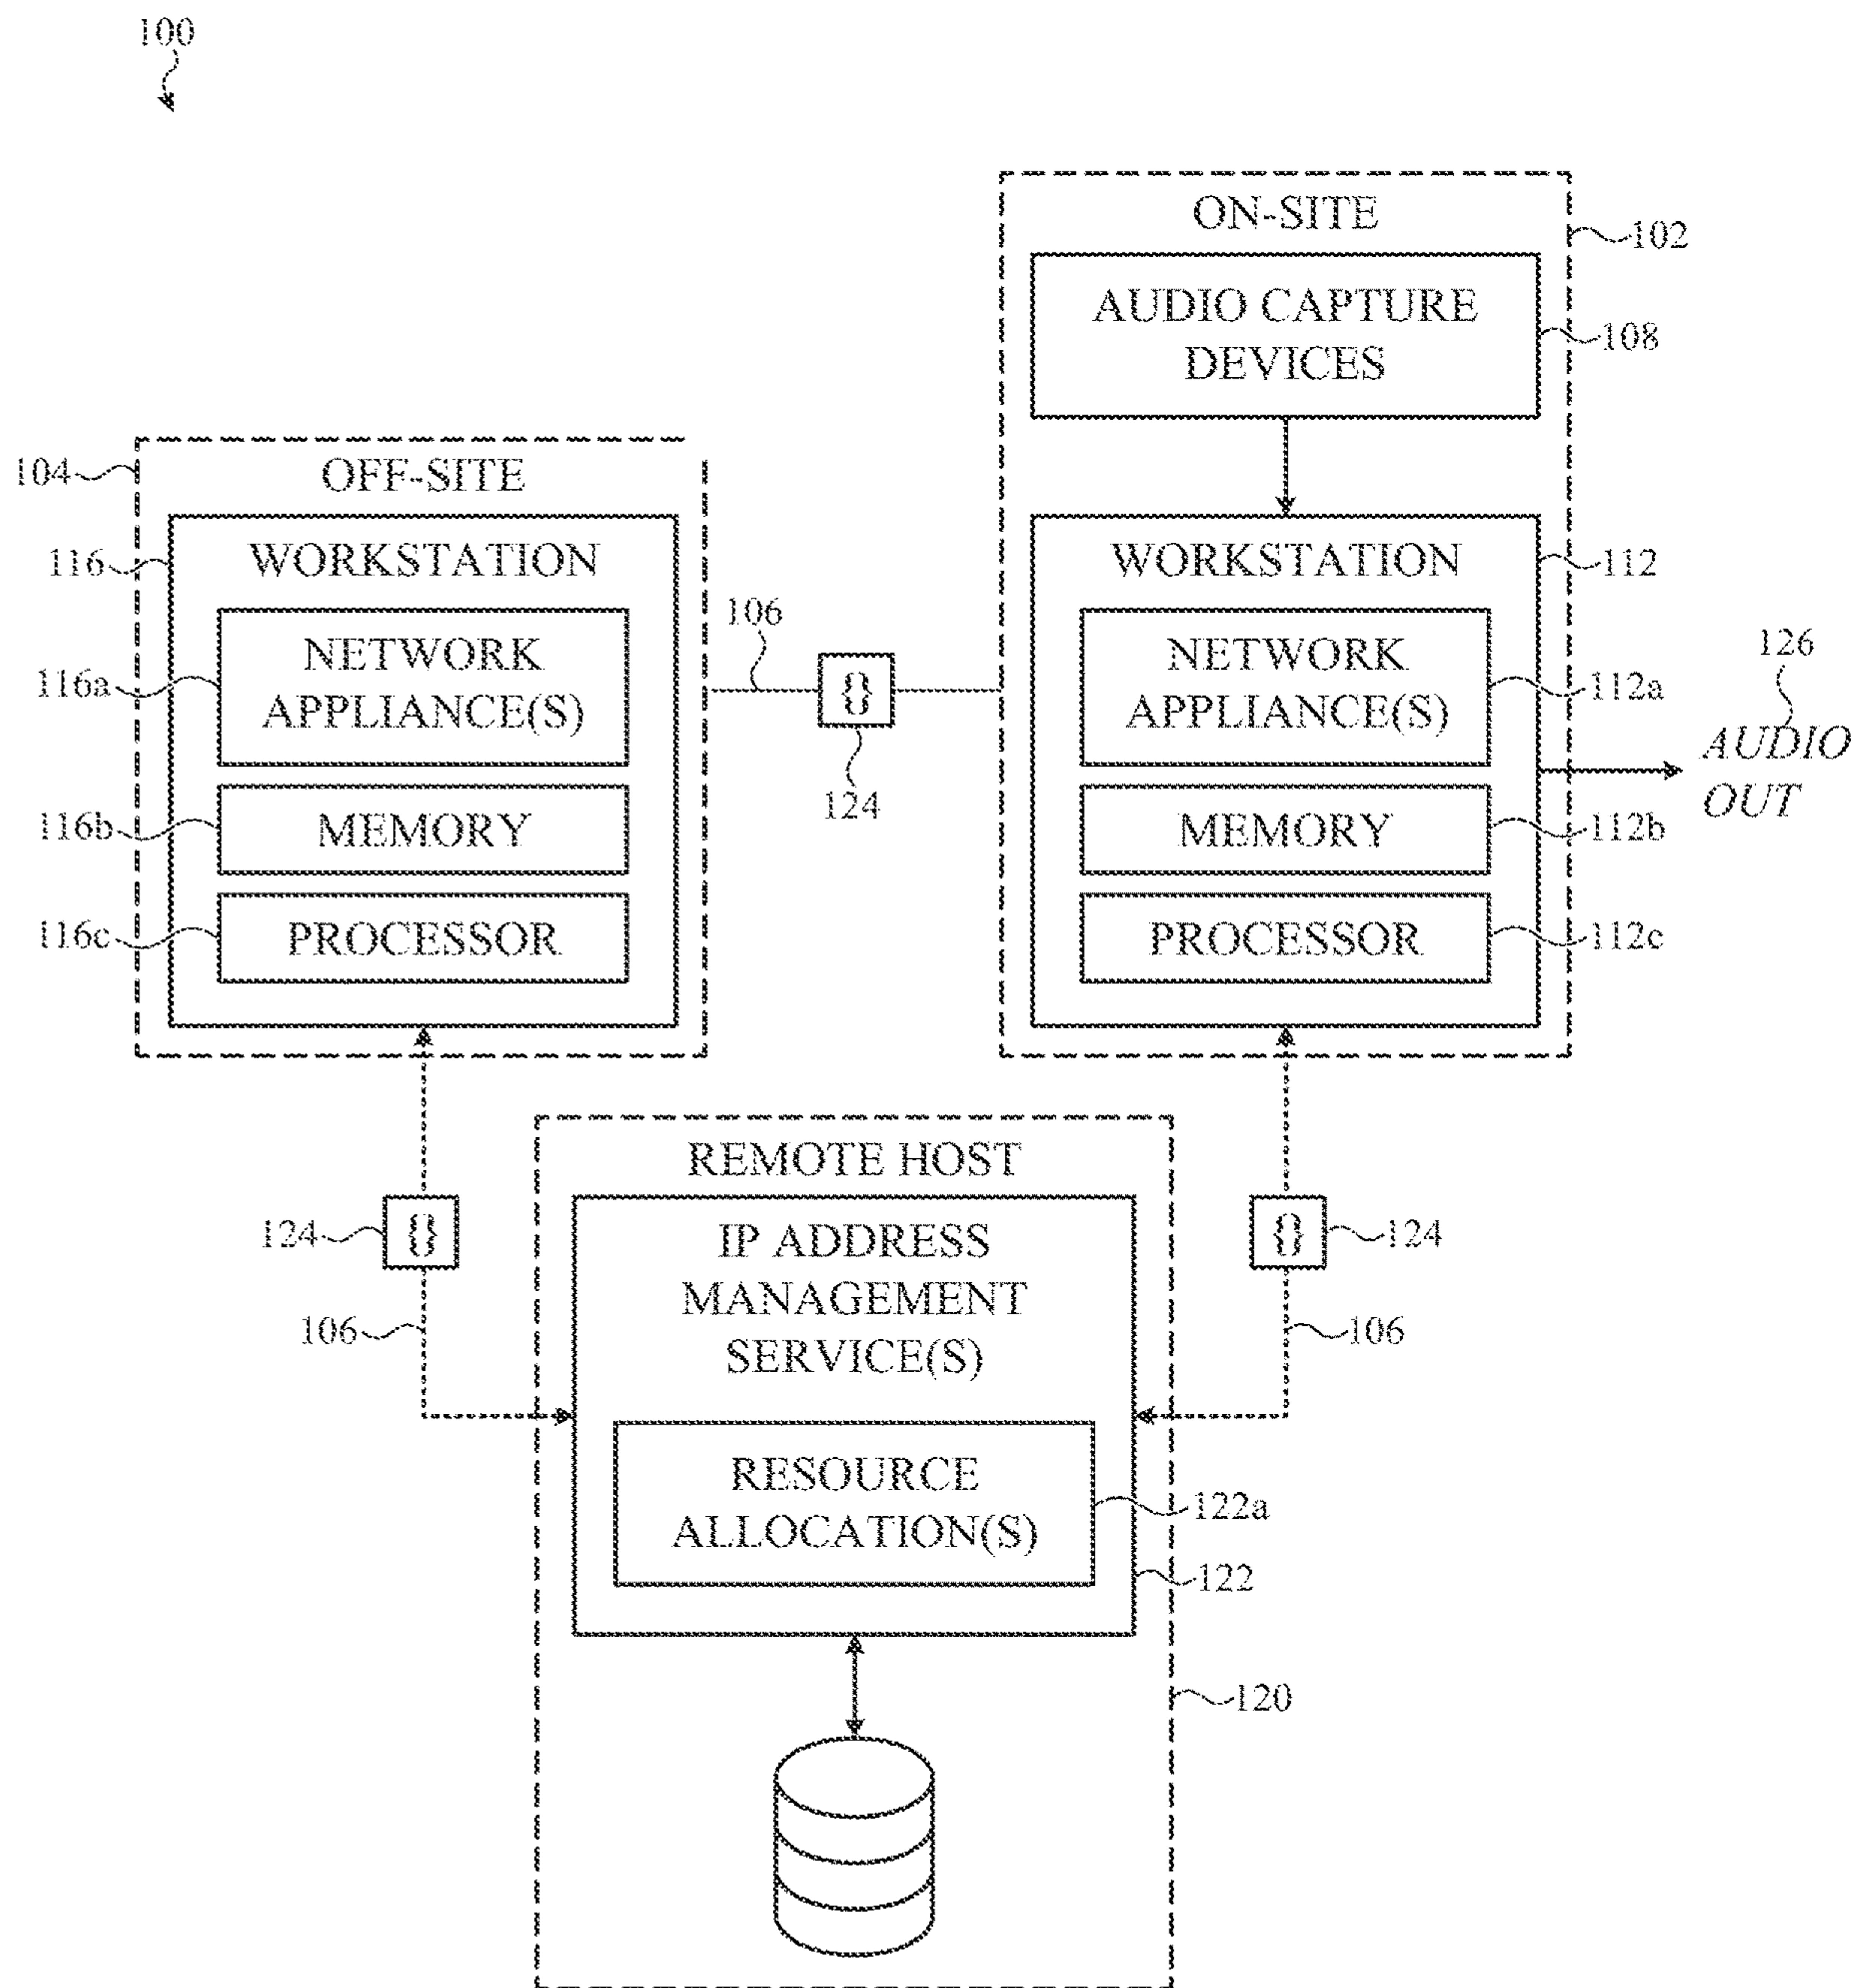 100
ON-SITE
102
AUDIO CAPTURE
DEVICES
108
104
OFF-SITE
116
WORKSTATION
NETWORK
APPLIANCE(S)
116a
MEMORY
116b
PROCESSOR
116c
106
{}
124
WORKSTATION
112
NETWORK
APPLIANCE(S)
112a
MEMORY
112b
PROCESSOR
112c
126
AUDIO
OUT
124
{}
106
REMOTE HOST
IP ADDRESS
MANAGEMENT
SERVICE(S)
RESOURCE
ALLOCATION(S)
122a
122
120
{}
124
106